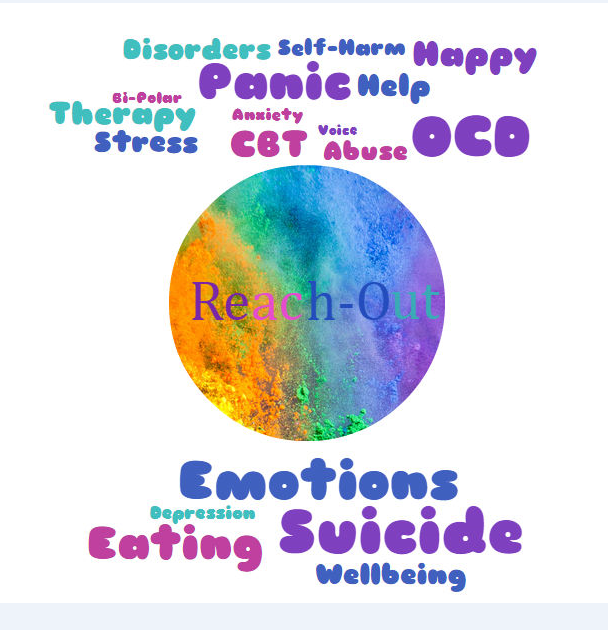 Disorders Self-Harm Happy
Panic Help
Bi-Polar
Therapy Anxiety
Stress CBT Voice Abuse OCD
Reach-Out
Emotions
Depression
Eating Suicide
Wellbeing